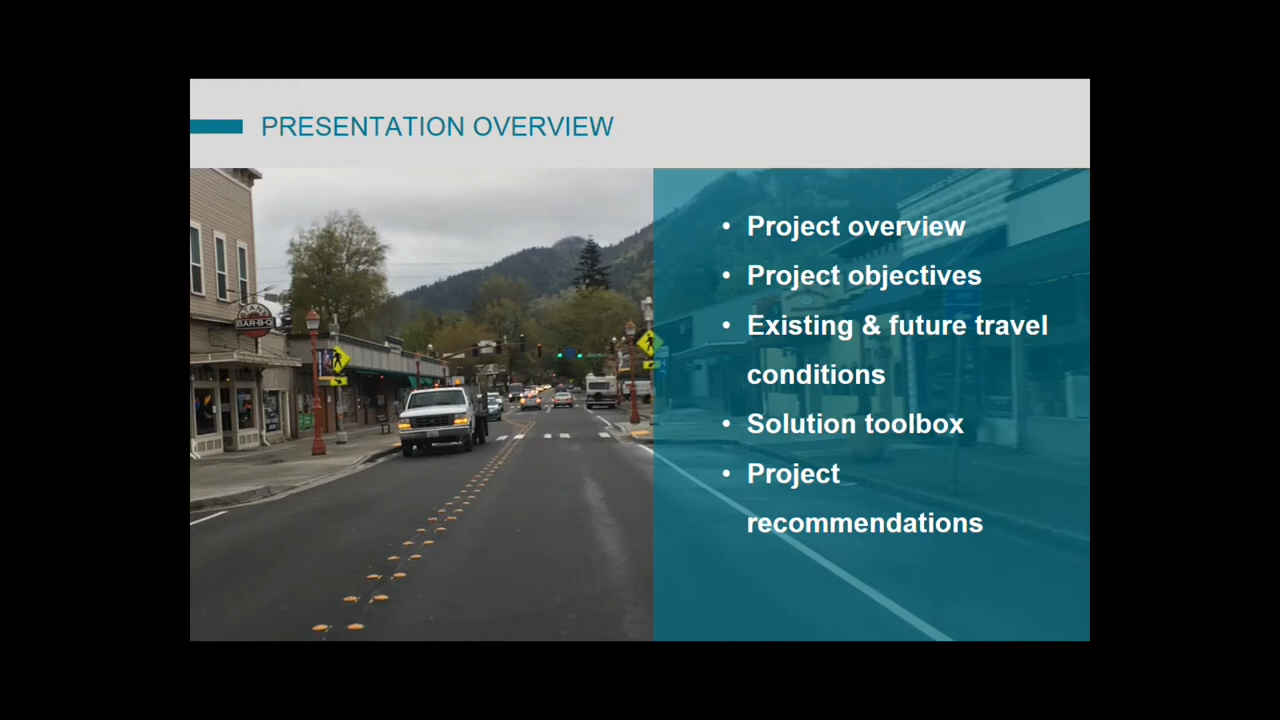 PRESENTATION OVERVIEW
BAR-B-Q
• Project overview
• Project objectives
• Existing & future travel
conditions
• Solution toolbox
• Project
recommendations